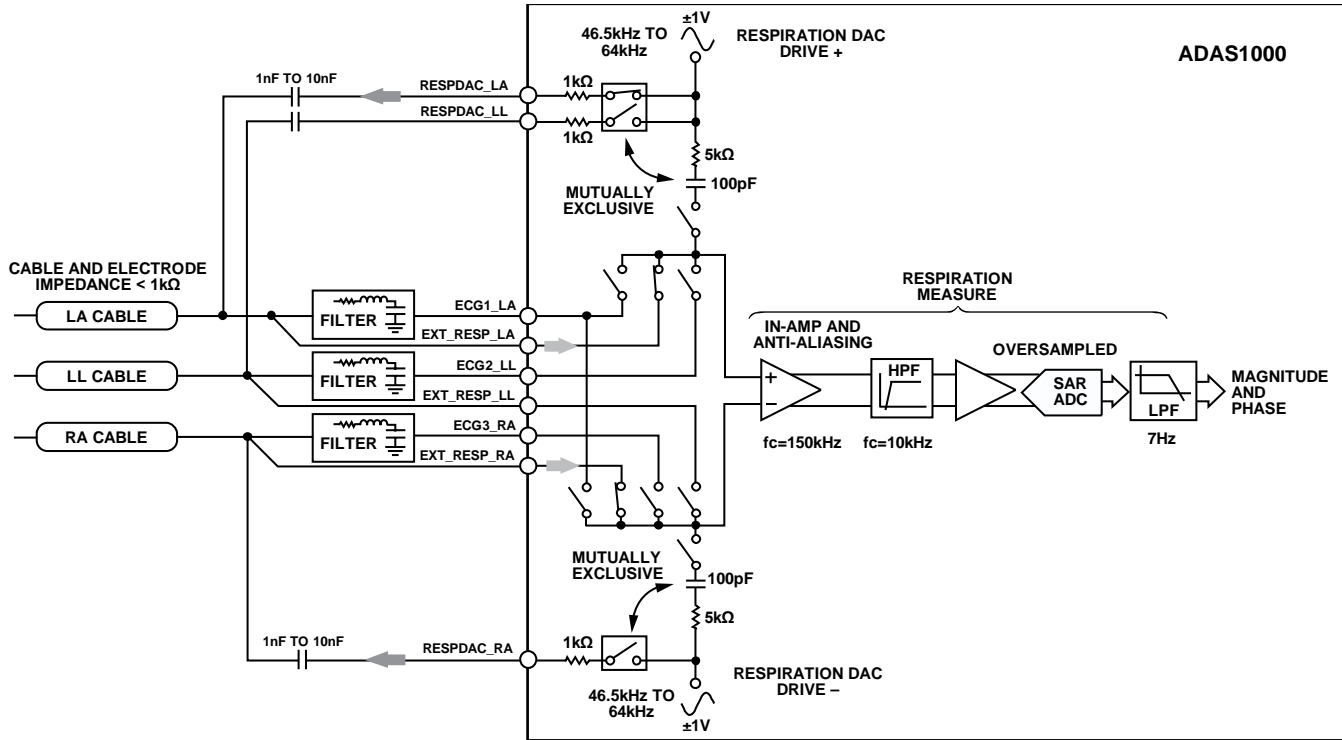 ±1V
46.5kHz TO
64kHz
RESPIRATION DAC
DRIVE +
ADAS1000
1nF TO 10nF
RESPDAC_LA
1kΩ
RESPDAC_LL
1kΩ
5kΩ
100pF
MUTUALLY
EXCLUSIVE
CABLE AND ELECTRODE
IMPEDANCE < 1kΩ
RESPIRATION
MEASURE
LA CABLE
FILTER
ECG1_LA
EXT_RESP_LA
IN-AMP AND
ANTI-ALIASING
OVERSAMPLED
LL CABLE
FILTER
ECG2_LL
EXT_RESP_LL
+
–
HPF
SAR
ADC
LPF
MAGNITUDE
AND
PHASE
RA CABLE
FILTER
ECG3_RA
EXT_RESP_RA
fc=150kHz
fc=10kHz
7Hz
MUTUALLY
EXCLUSIVE
100pF
5kΩ
1nF TO 10nF
RESPDAC_RA
1kΩ
46.5kHz TO
64kHz
RESPIRATION DAC
DRIVE –
±1V